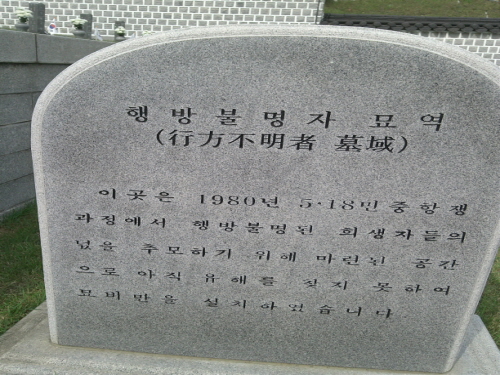 행방불명자 묘역
(行方不明者 墓域)
이곳은 1980년 5·18민중항쟁
과정에서 행방불명된 희생자들의
넋을 추모하기 위해 마련된 공간
으로 아직 유해를 찾지 못하여
묘비만을 설치하였습니다